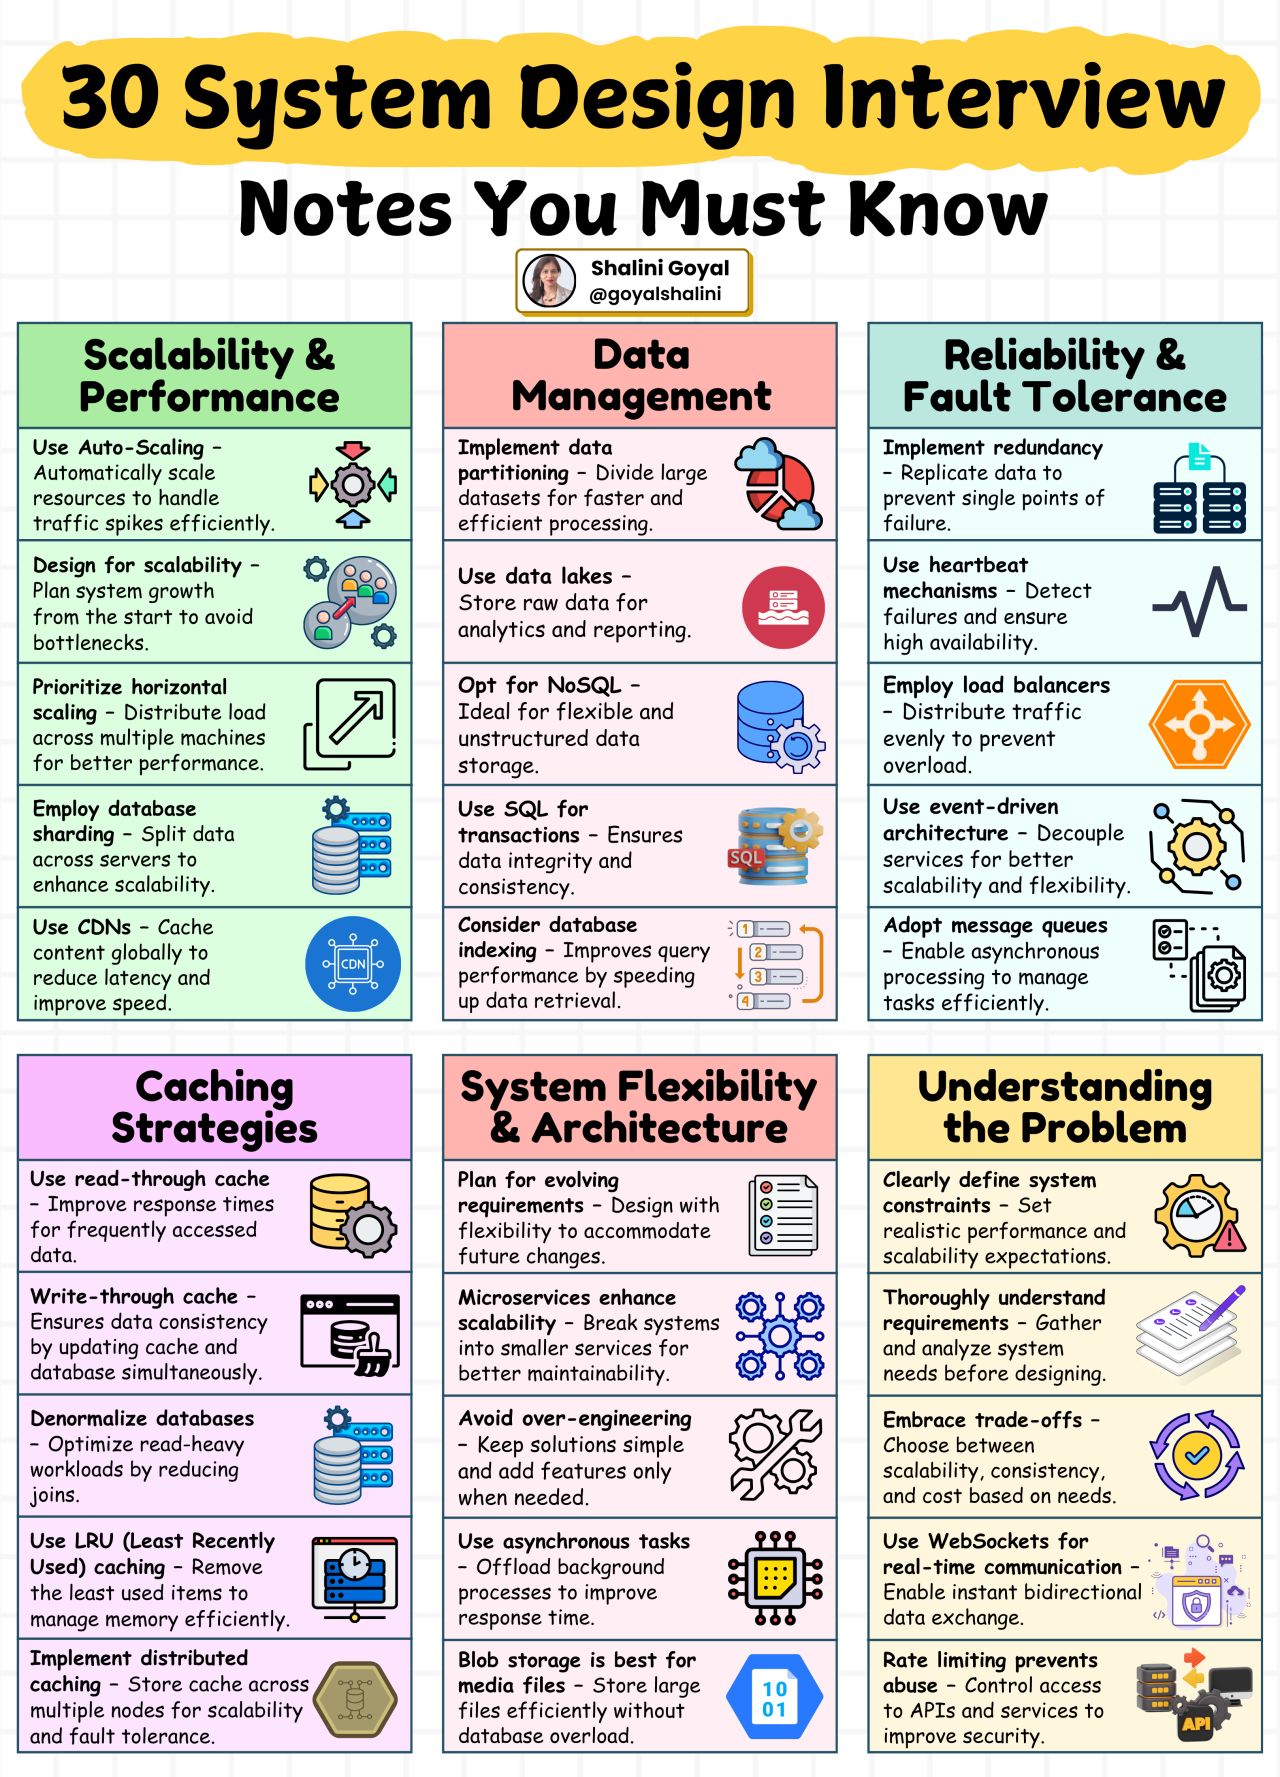 30 System Design Interview
Notes You Must Know
Shalini Goyal
@goyalshalini
Scalability &
Performance
Use Auto-Scaling –
Automatically scale
resources to handle
traffic spikes efficiently.
Design for scalability –
Plan system growth
from the start to avoid
bottlenecks.
Prioritize horizontal
scaling – Distribute load
across multiple machines
for better performance.
Employ database
sharding – Split data
across servers to
enhance scalability.
Use CDNs – Cache
content globally to
reduce latency and
improve speed.
CDN
Data
Management
Implement data
partitioning – Divide large
datasets for faster and
efficient processing.
Use data lakes –
Store raw data for
analytics and reporting.
Opt for NoSQL –
Ideal for flexible and
unstructured data
storage.
Use SQL for
transactions – Ensures
data integrity and
consistency.
SQL
Consider database
indexing – Improves query
performance by speeding
up data retrieval.
1
2
3
4
Reliability &
Fault Tolerance
Implement redundancy
– Replicate data to
prevent single points of
failure.
Use heartbeat
mechanisms – Detect
failures and ensure
high availability.
Employ load balancers
– Distribute traffic
evenly to prevent
overload.
Use event-driven
architecture – Decouple
services for better
scalability and flexibility.
Adopt message queues
– Enable asynchronous
processing to manage
tasks efficiently.
Caching
Strategies
Use read-through cache
– Improve response times
for frequently accessed
data.
Write-through cache –
Ensures data consistency
by updating cache and
database simultaneously.
Denormalize databases
– Optimize read-heavy
workloads by reducing
joins.
Use LRU (Least Recently
Used) caching – Remove
the least used items to
manage memory efficiently.
Implement distributed
caching – Store cache across
multiple nodes for scalability
and fault tolerance.
System Flexibility
& Architecture
Plan for evolving
requirements – Design with
flexibility to accommodate
future changes.
Microservices enhance
scalability – Break systems
into smaller services for
better maintainability.
Avoid over-engineering
– Keep solutions simple
and add features only
when needed.
Use asynchronous tasks
– Offload background
processes to improve
response time.
Blob storage is best for
media files – Store large
files efficiently without
database overload.
10
01
Understanding
the Problem
Clearly define system
constraints – Set
realistic performance and
scalability expectations.
Thoroughly understand
requirements – Gather
and analyze system
needs before designing.
Embrace trade-offs –
Choose between
scalability, consistency,
and cost based on needs.
Use WebSockets for
real-time communication –
Enable instant bidirectional
data exchange.
</>
Rate limiting prevents
abuse – Control access
to APIs and services to
improve security.
API